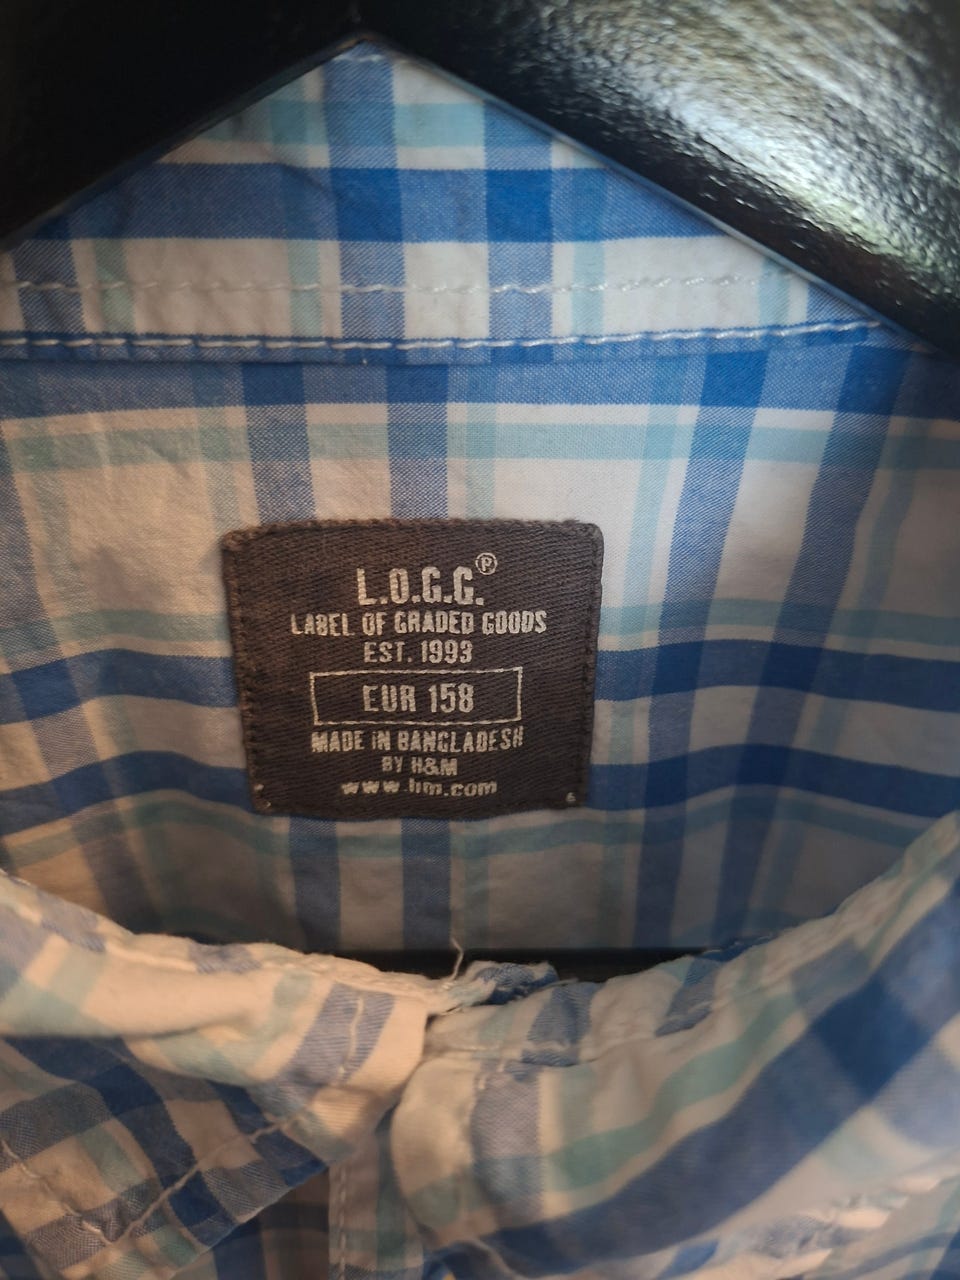 L.O.G.G.®
LABEL OF GRADED GOODS
EST. 1993
EUR 158
MADE IN BANGLADESH
BY H&M
www.hm.com